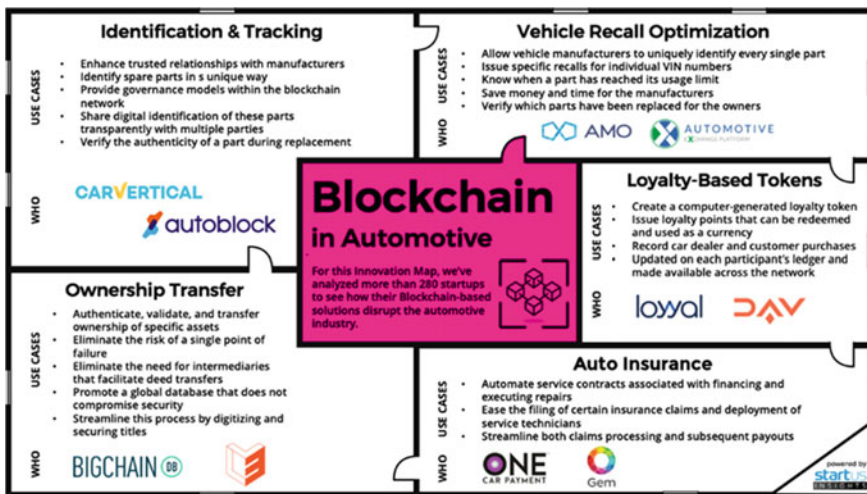 Identification & Tracking
USE CASES
• Enhance trusted relationships with manufacturers
• Identify spare parts in s unique way
• Provide governance models within the blockchain
network
• Share digital identification of these parts
transparently with multiple parties
• Verify the authenticity of a part during replacement
WHO
CARVERTICAL
autoblock
Vehicle Recall Optimization
USE CASES
• Allow vehicle manufacturers to uniquely identify every single part
• Issue specific recalls for individual VIN numbers
• Know when a part has reached its usage limit
• Save money and time for the manufacturers
• Verify which parts have been replaced for the owners
WHO
AMO
AUTOMOTIVE
EXCHANGE PLATFORM
Blockchain
in Automotive
For this Innovation Map, we've
analyzed more than 280 startups
to see how their Blockchain-based
solutions disrupt the automotive
industry.
Loyalty-Based Tokens
USE CASES
• Create a computer-generated loyalty token
• Issue loyalty points that can be redeemed
and used as a currency
• Record car dealer and customer purchases
• Updated on each participant's ledger and
made available across the network
WHO
loyyal
DAV
Ownership Transfer
USE CASES
• Authenticate, validate, and transfer
ownership of specific assets
• Eliminate the risk of a single point of
failure
• Eliminate the need for intermediaries
that facilitate deed transfers
• Promote a global database that does not
compromise security
• Streamline this process by digitizing and
securing titles
WHO
BIGCHAIN DB
Auto Insurance
USE CASES
• Automate service contracts associated with financing and
executing repairs
• Ease the filing of certain insurance claims and deployment of
service technicians
• Streamline both claims processing and subsequent payouts
WHO
ONE
CAR PAYMENT
Gem
powered by
startus
INSIGHTS